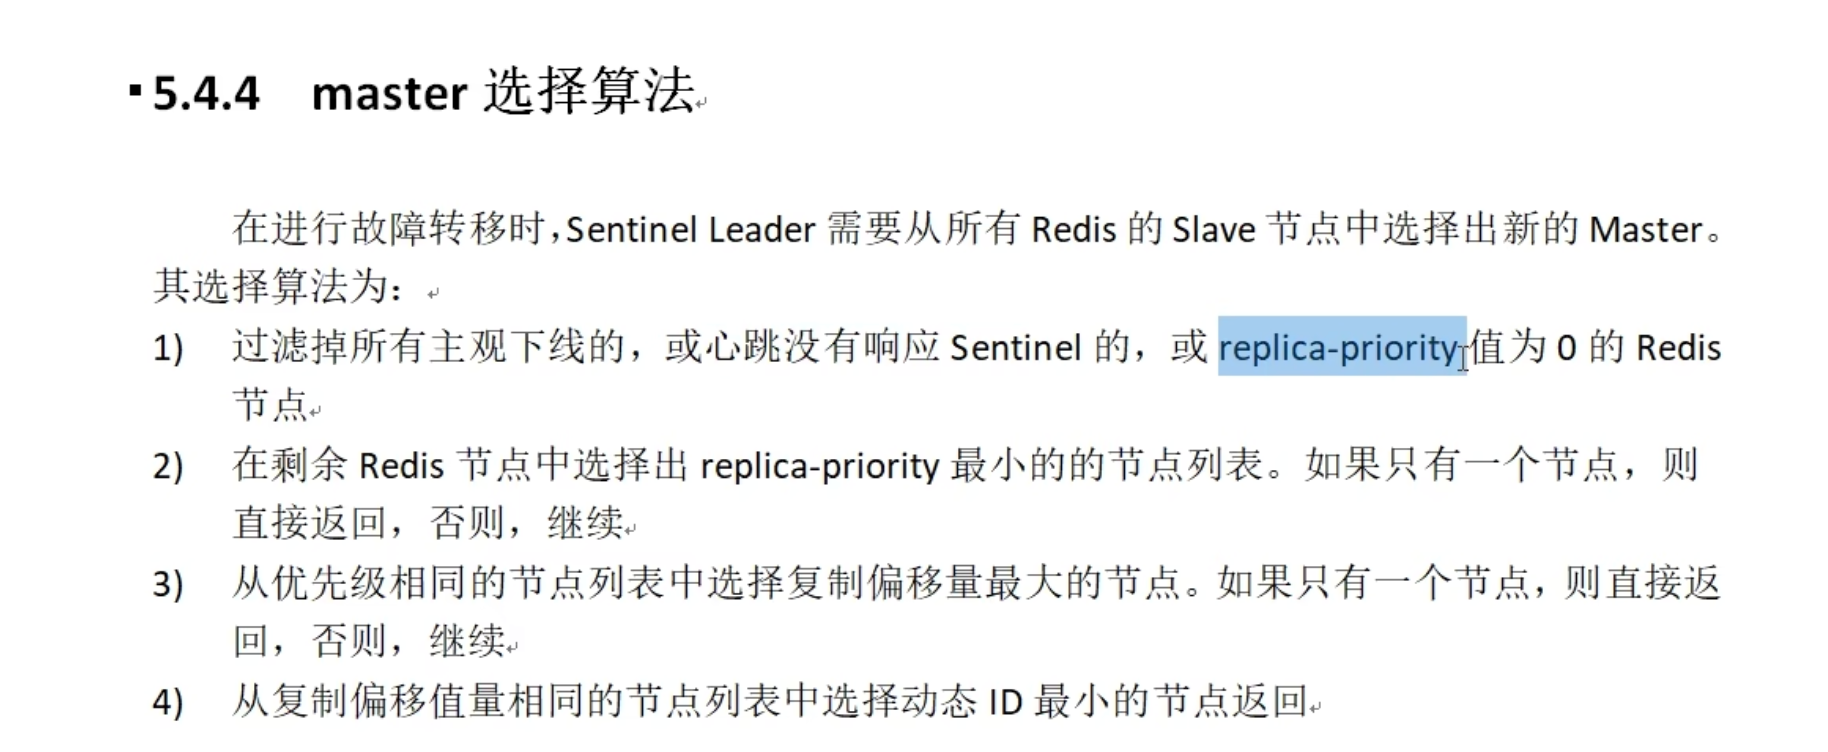 5.4.4 master 选择算法
在进行故障转移时，Sentinel Leader 需要从所有 Redis 的 Slave 节点中选择出新的 Master。
其选择算法为：
1) 过滤掉所有主观下线的，或心跳没有响应 Sentinel 的，或 replica-priority 值为 0 的 Redis
节点
2) 在剩余 Redis 节点中选择出 replica-priority 最小的的节点列表。如果只有一个节点，则
直接返回，否则，继续
3) 从优先级相同的节点列表中选择复制偏移量最大的节点。如果只有一个节点，则直接返
回，否则，继续
4) 从复制偏移值量相同的节点列表中选择动态 ID 最小的节点返回